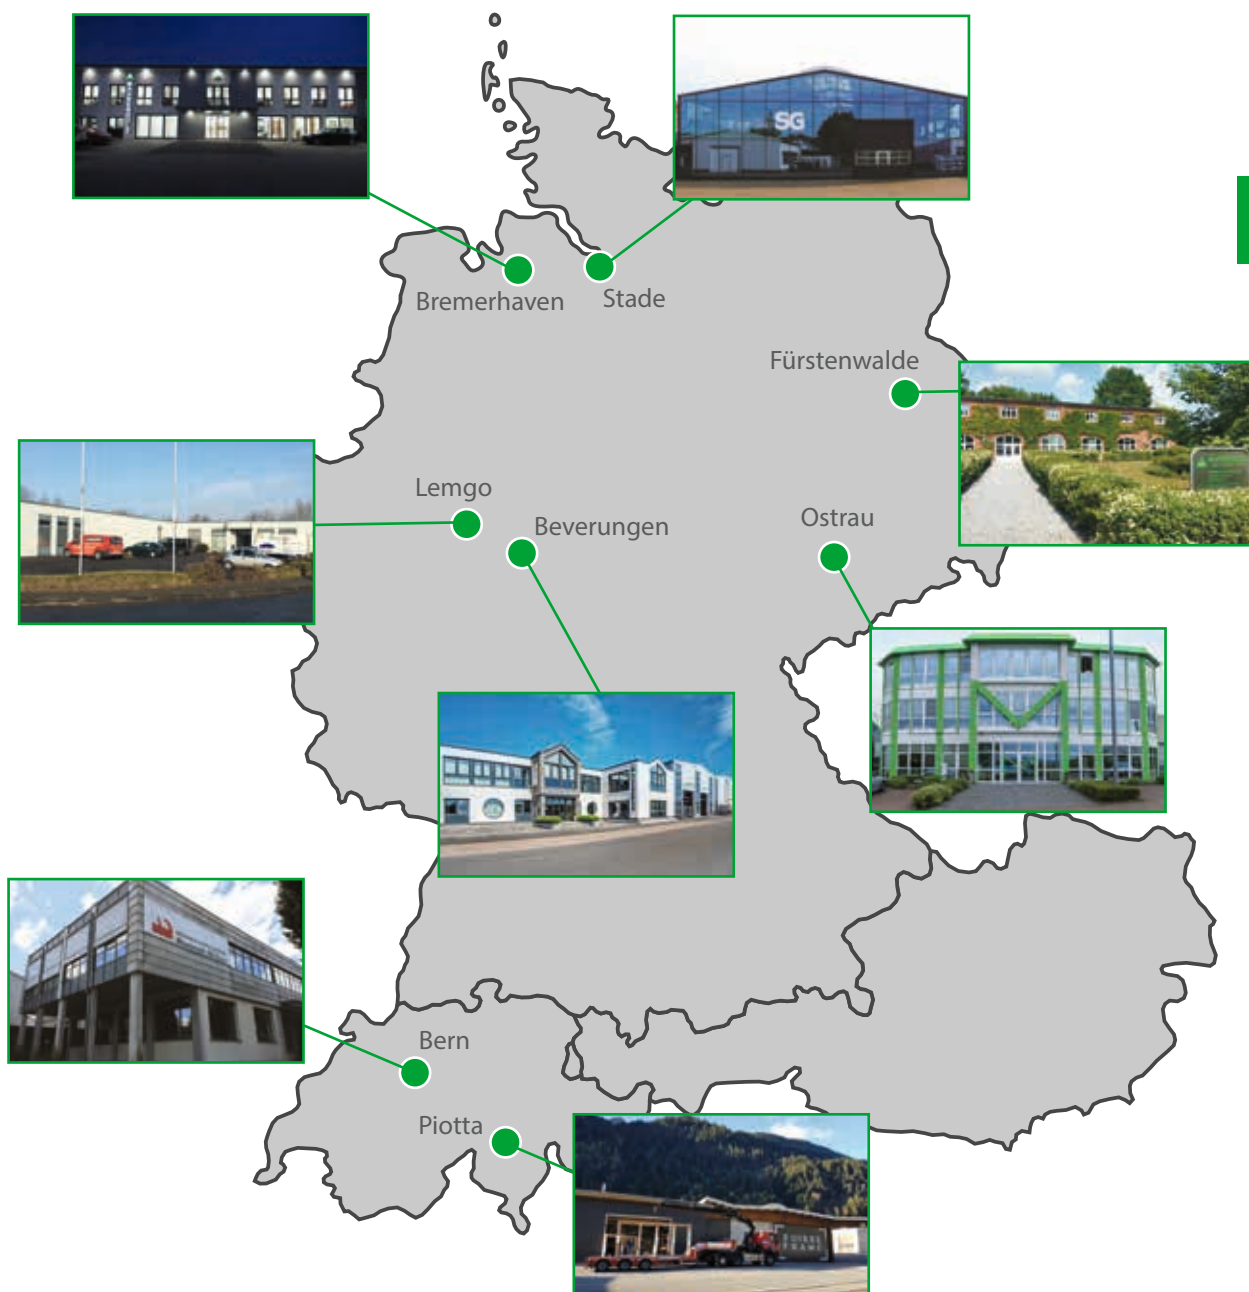 SG
Bremerhaven
Stade
Fürstenwalde
Lemgo
Beverungen
Ostrau
Bern
Piotta